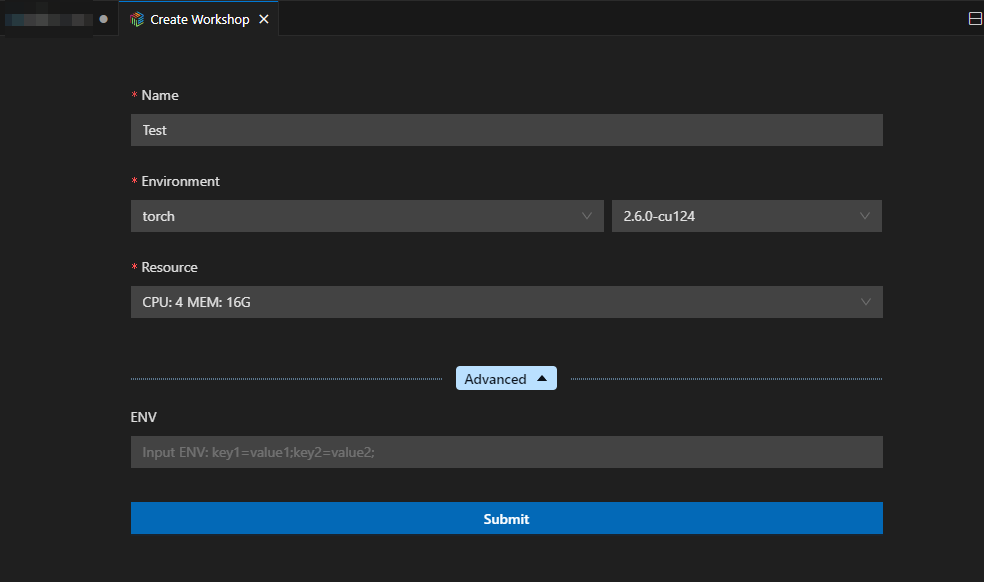 Create Workshop
* Name
Test
* Environment
torch
2.6.0-cu124
* Resource
CPU: 4 MEM: 16G
Advanced
ENV
Input ENV: key1=value1;key2=value2;
Submit